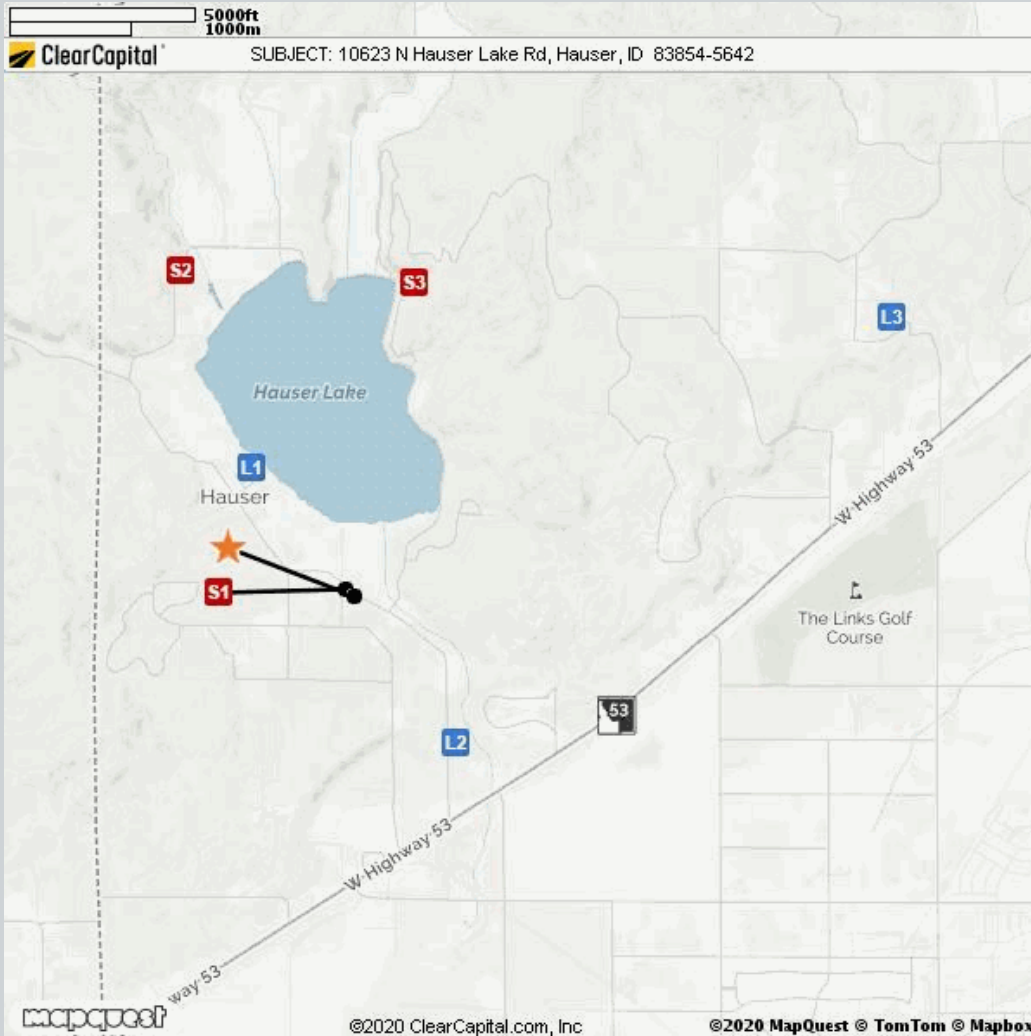 5000ft
1000m
ClearCapital
SUBJECT: 10623 N Hauser Lake Rd, Hauser, ID 83854-5642
S2
S3
L3
Hauser Lake
W Highway 53
L1
Hauser
S1
The Links Golf
Course
53
L2
W Highway 53
way 53
mapquest
©2020 ClearCapital.com, Inc
©2020 MapQuest © TomTom © Mapbox